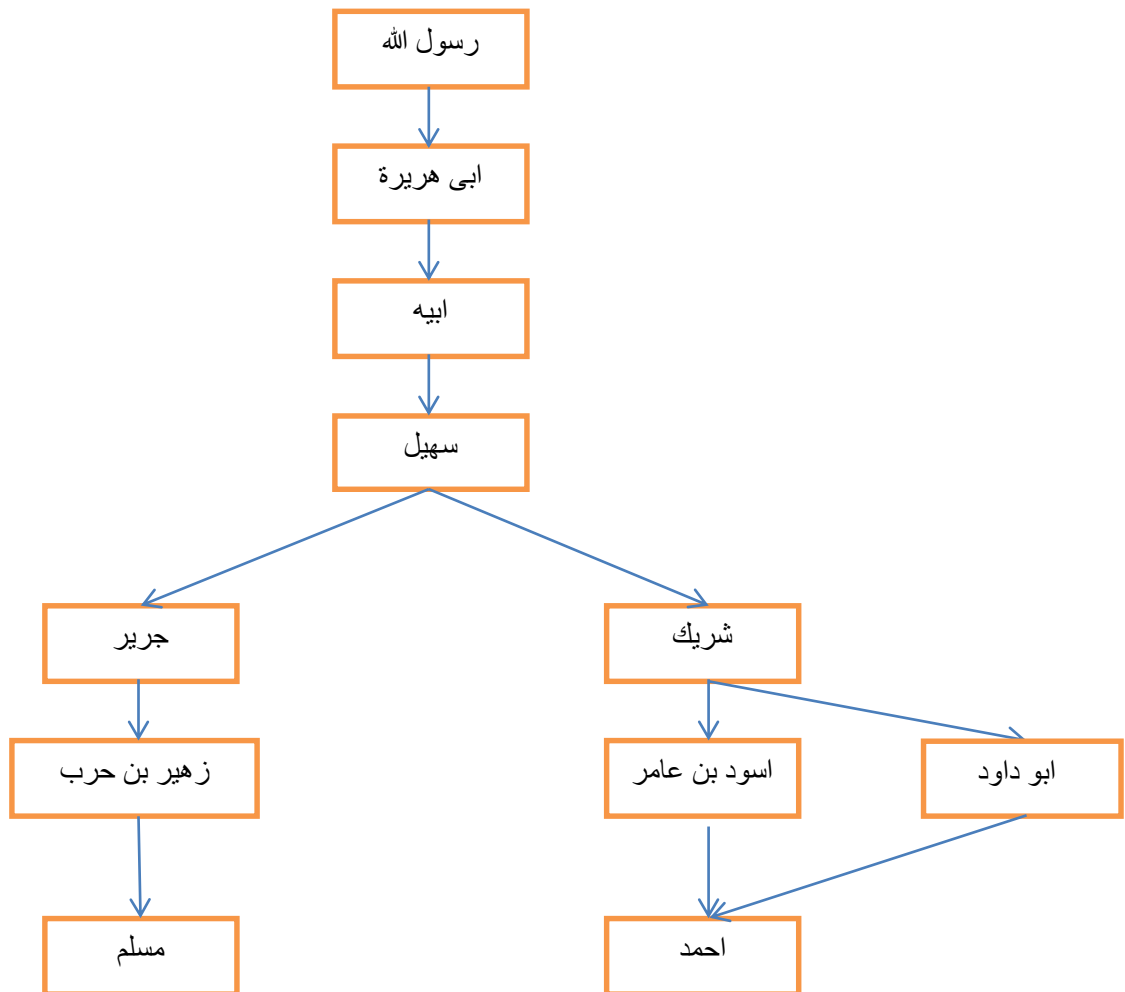 رسول الله
ابى هريرة
ابيه
سهيل
شريك
جرير
ابو داود
اسود بن عامر
زهير بن حرب
احمد
مسلم